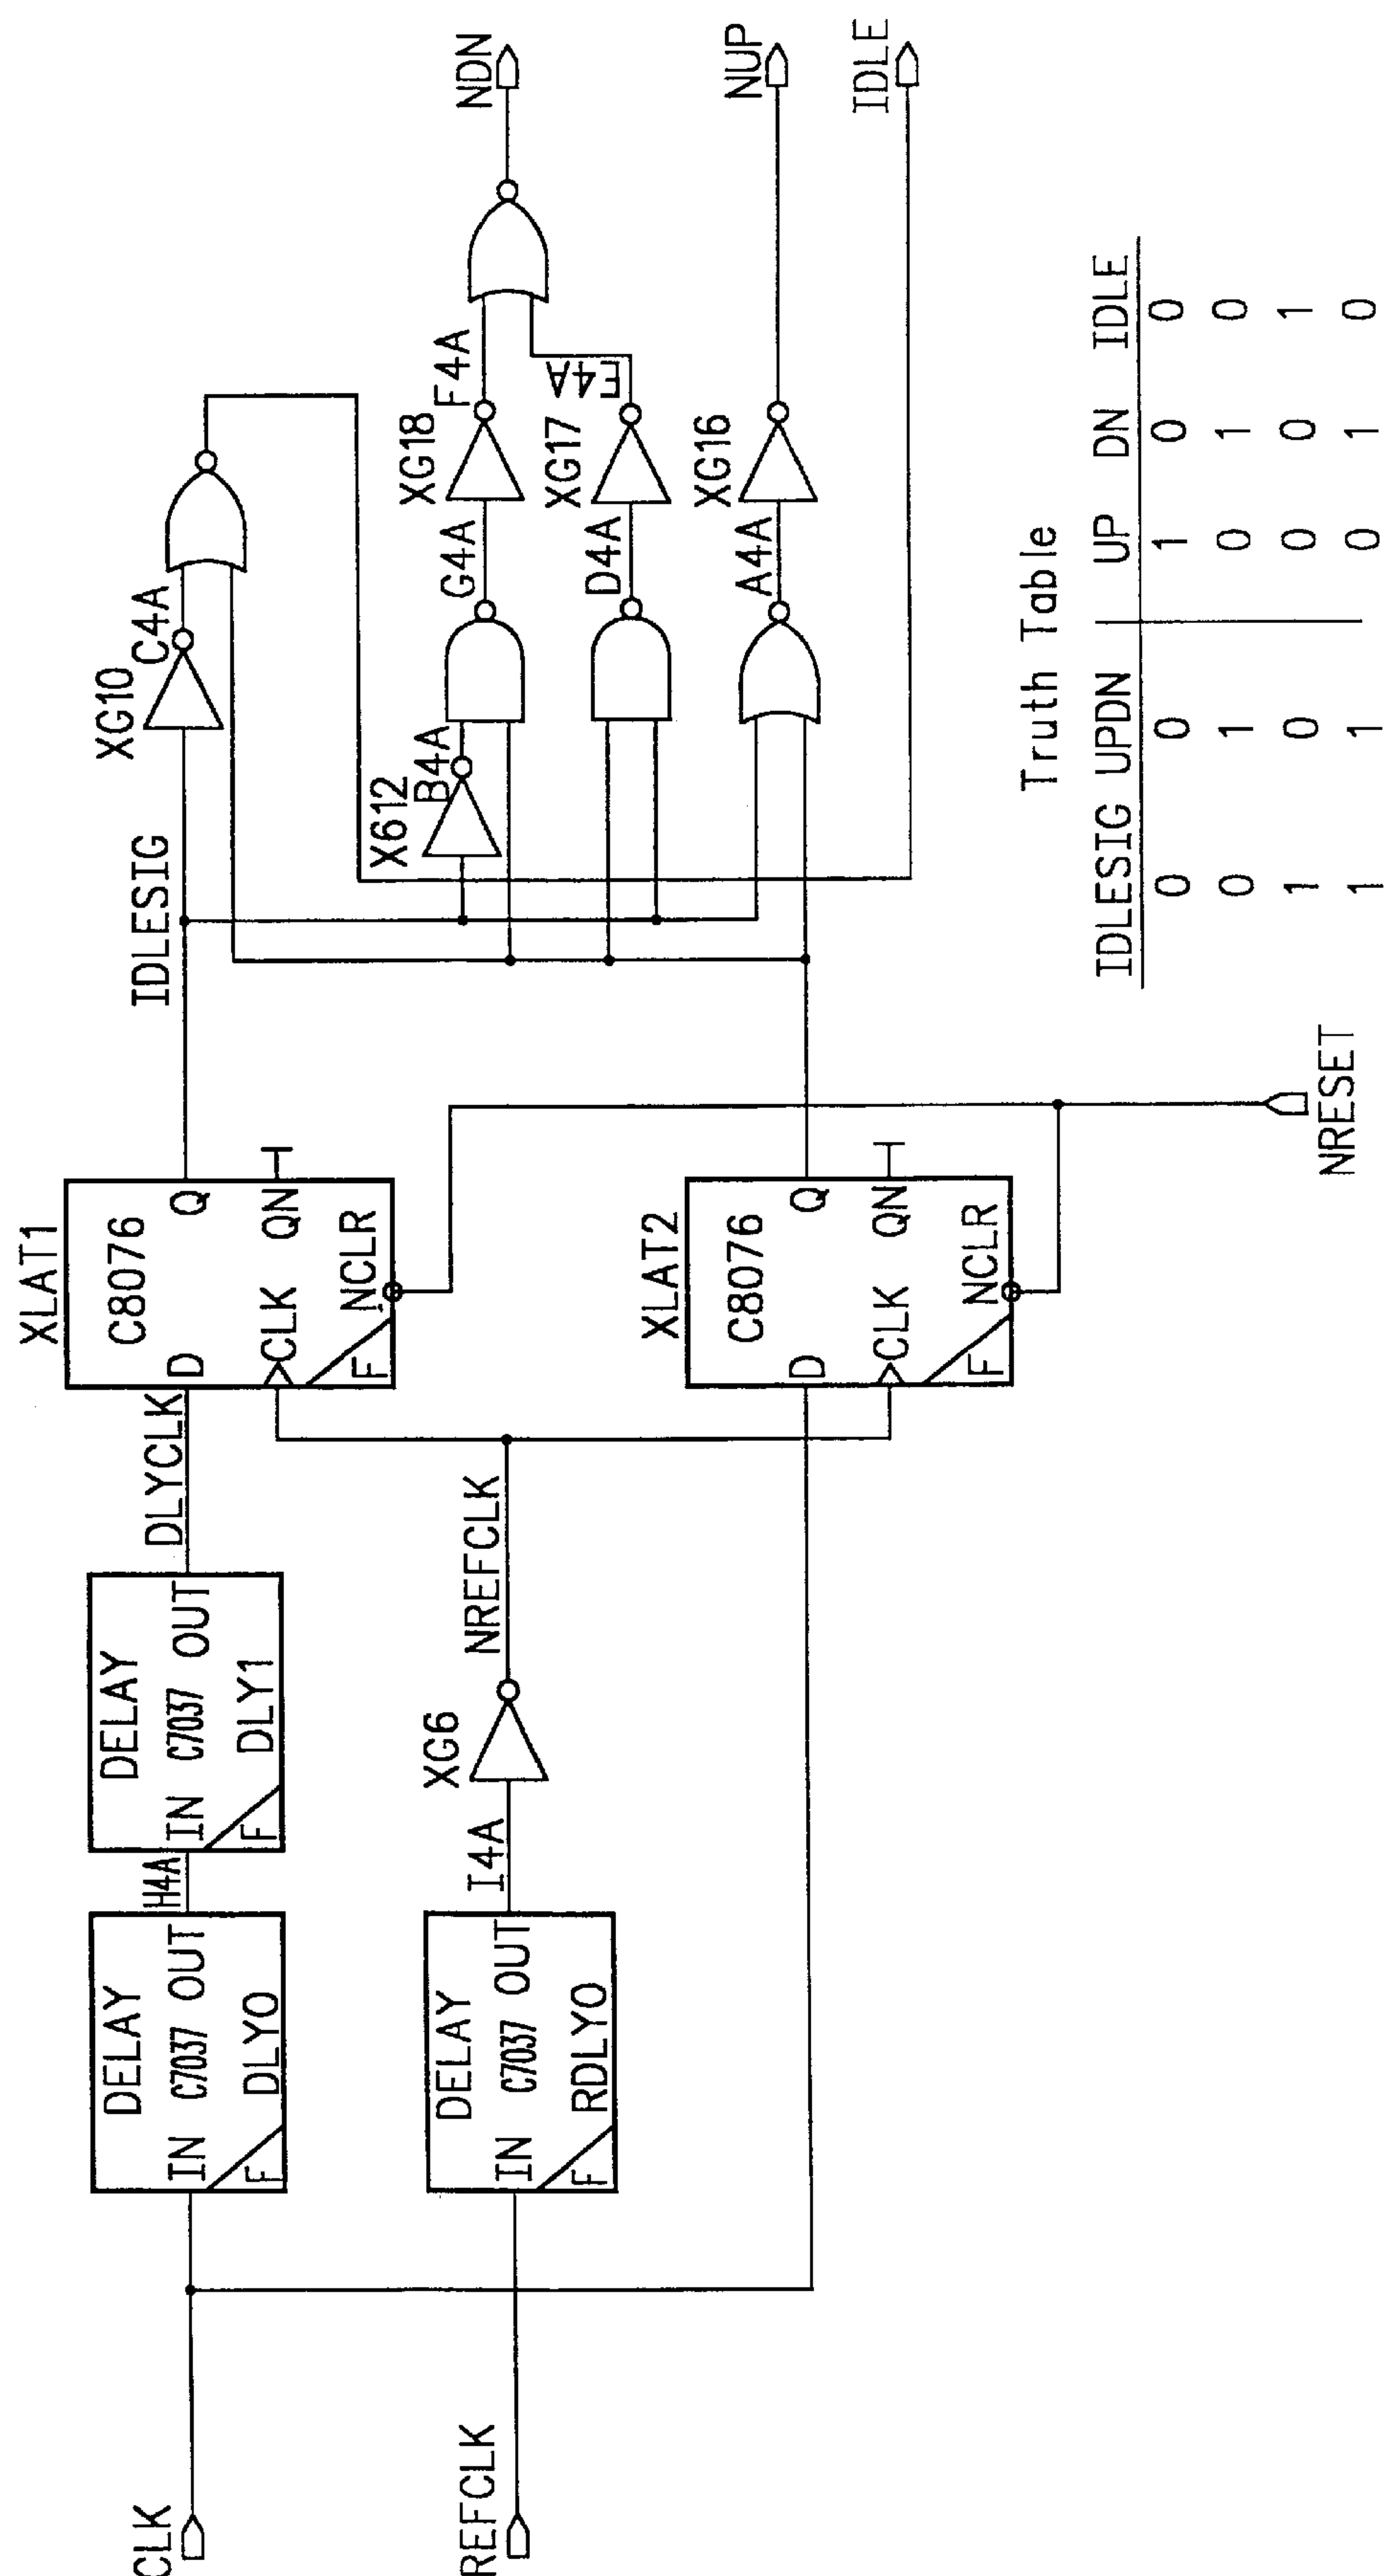 CLK
REFCLK
DELAY
IN C7037 OUT
F DLY0
H4A
DELAY
IN C7037 OUT
F DLY1
DLYCLK
DELAY
IN C7037 OUT
F RDLY0
I4A
XG6
NREFCLK
XLAT1
C8076
D Q
CLK QN
F NCLR
XLAT2
C8076
D Q
CLK QN
F NCLR
NRESET
IDLESIG
XG10
C4A
X612
B4A
G4A
XG18
F4A
D4A
XG17
E4A
A4A
XG16
NDN
NUP
IDLE
Truth Table
IDLESIG UPDN UP DN IDLE
0 0 1 0 0
0 1 0 1 0
1 0 0 0 1
1 1 0 1 0